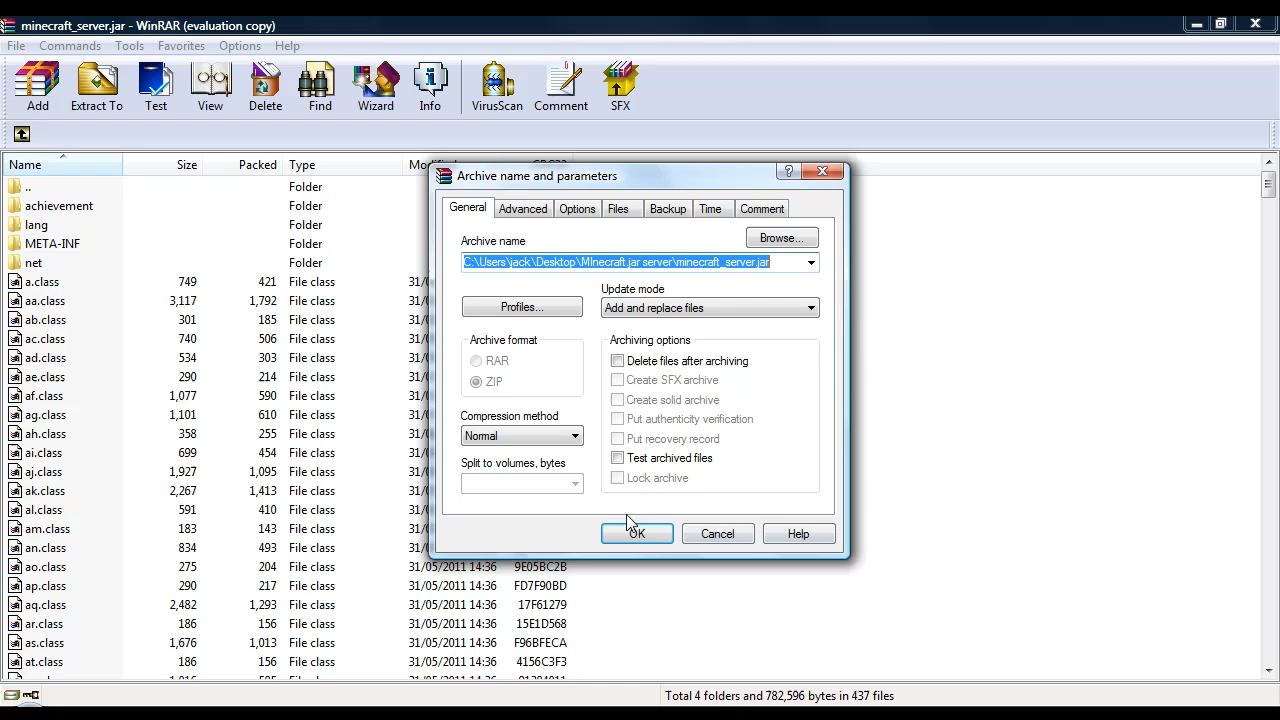 minecraft_server.jar - WinRAR (evaluation copy)
File Commands Tools Favorites Options Help
Add Extract To Test View Delete Find Wizard Info VirusScan Comment SFX
Name Size Packed Type
.. Folder
achievement Folder
lang Folder
META-INF Folder
net Folder
a.class 749 421 File class
aa.class 3,117 1,792 File class
ab.class 301 185 File class
ac.class 740 506 File class
ad.class 534 303 File class
ae.class 290 214 File class
af.class 1,077 590 File class
ag.class 1,101 610 File class
ah.class 358 255 File class
ai.class 699 454 File class
aj.class 1,927 1,095 File class
ak.class 2,267 1,413 File class
al.class 591 410 File class
am.class 183 143 File class
an.class 834 493 File class
ao.class 275 204 File class 31/05/2011 14:36 9E05BC2B
ap.class 290 217 File class 31/05/2011 14:36 FD7F90BD
aq.class 2,482 1,293 File class 31/05/2011 14:36 17F61279
ar.class 186 156 File class 31/05/2011 14:36 15E1D568
as.class 1,676 1,013 File class 31/05/2011 14:36 F96BFECA
at.class 186 156 File class 31/05/2011 14:36 4156C3F3
Archive name and parameters
General Advanced Options Files Backup Time Comment
Archive name
Browse...
C:\Users\jack\Desktop\MInecraft.jar server\minecraft_server.jar
Update mode
Profiles...
Add and replace files
Archive format
RAR
ZIP
Compression method
Normal
Split to volumes, bytes
Archiving options
Delete files after archiving
Create SFX archive
Create solid archive
Put authenticity verification
Put recovery record
Test archived files
Lock archive
OK Cancel Help
Total 4 folders and 782,596 bytes in 437 files